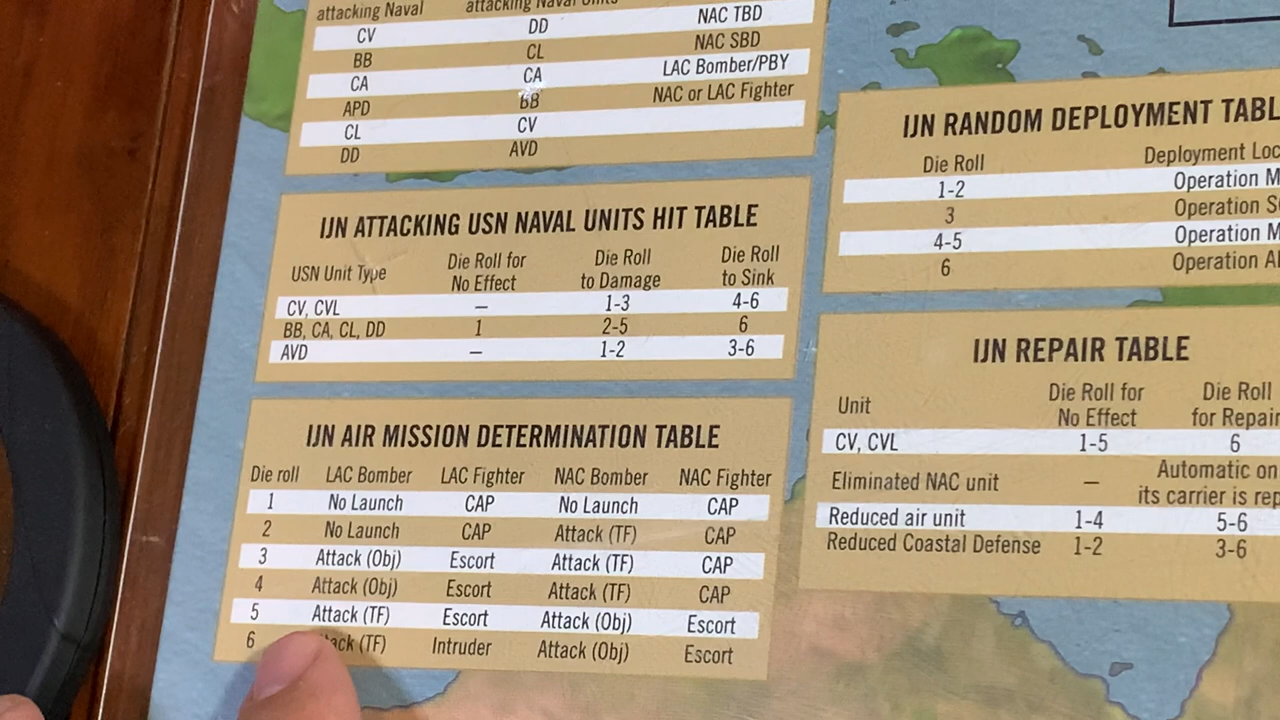 attacking Naval attacking Naval Units
CV DD NAC TBD
BB CL NAC SBD
CA CA LAC Bomber/PBY
APD BB NAC or LAC Fighter
CL CV
DD AVD
IJN ATTACKING USN NAVAL UNITS HIT TABLE
USN Unit Type Die Roll for No Effect Die Roll to Damage Die Roll to Sink
CV, CVL — 1-3 4-6
BB, CA, CL, DD 1 2-5 6
AVD — 1-2 3-6
IJN AIR MISSION DETERMINATION TABLE
Die roll LAC Bomber LAC Fighter NAC Bomber NAC Fighter
1 No Launch CAP No Launch CAP
2 No Launch CAP Attack (TF) CAP
3 Attack (Obj) Escort Attack (TF) CAP
4 Attack (Obj) Escort Attack (TF) CAP
5 Attack (TF) Escort Attack (Obj) Escort
6 ack (TF) Intruder Attack (Obj) Escort
IJN RANDOM DEPLOYMENT TABL
Die Roll Deployment Loc
1-2 Operation M
3 Operation S
4-5 Operation M
6 Operation A
IJN REPAIR TABLE
Unit Die Roll for No Effect Die Roll for Repair
CV, CVL 1-5 6
Eliminated NAC unit — Automatic on its carrier is rep
Reduced air unit 1-4 5-6
Reduced Coastal Defense 1-2 3-6